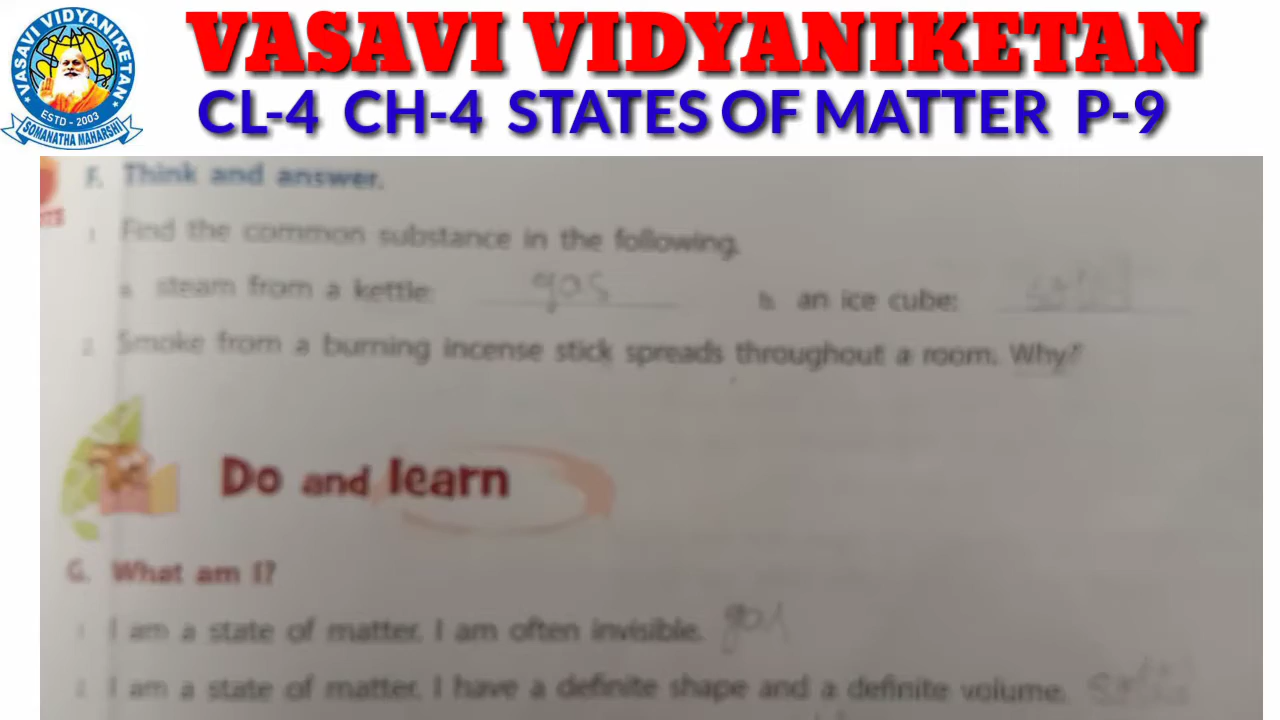 VASAVI VIDYANIKETAN
ESTD - 2003
SOMANATHA MAHARSHI
VASAVI VIDYANIKETAN
CL-4 CH-4 STATES OF MATTER P-9
F. Think and answer.
1 Find the common substance in the following.
a steam from a kettle: gas b. an ice cube: solid
2. Smoke from a burning incense stick spreads throughout a room. Why?
Do and learn
G. What am I?
1 I am a state of matter. I am often invisible. gas
2. I am a state of matter. I have a definite shape and a definite volume. solid